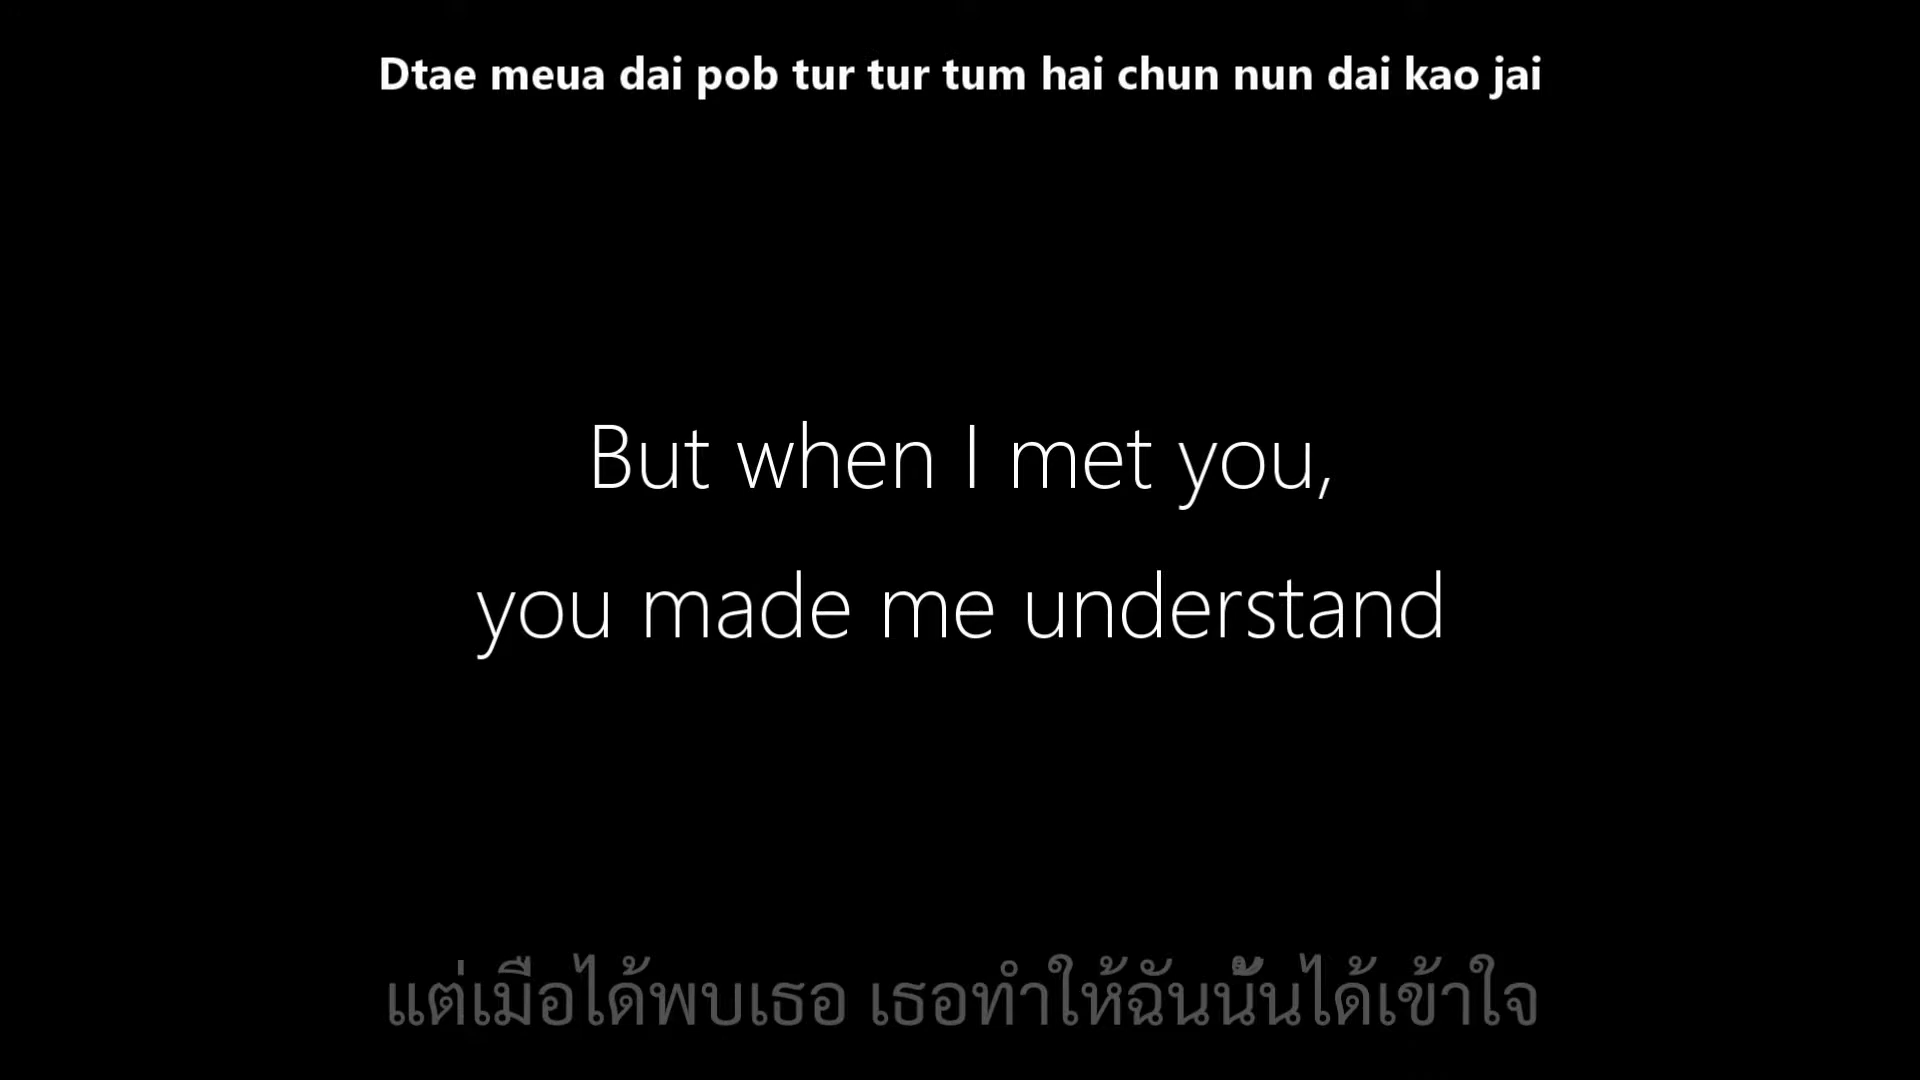 Dtae meua dai pob tur tur tum hai chun nun dai kao jai
But when I met you,
you made me understand
แต่เมื่อได้พบเธอ เธอทำให้ฉันนั้นได้เข้าใจ